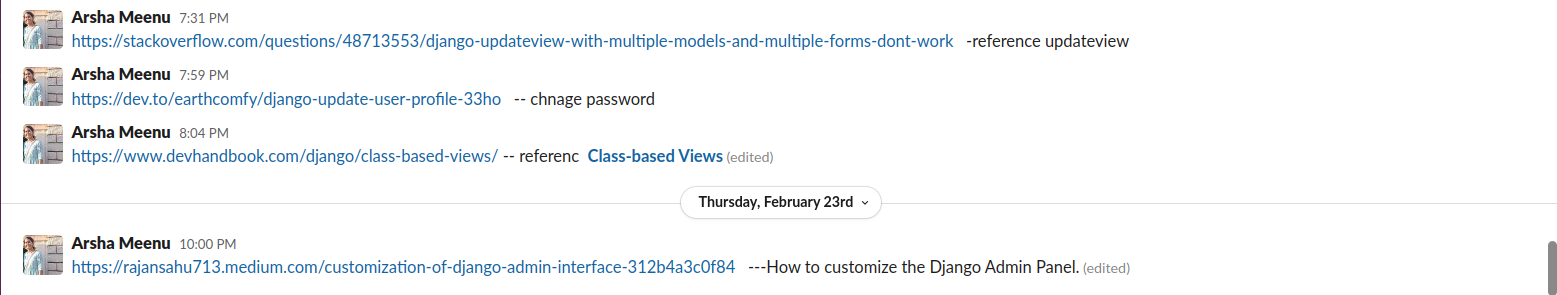 Arsha Meenu 7:31 PM
https://stackoverflow.com/questions/48713553/django-updateview-with-multiple-models-and-multiple-forms-dont-work -reference updateview
Arsha Meenu 7:59 PM
https://dev.to/earthcomfy/django-update-user-profile-33ho -- chnage password
Arsha Meenu 8:04 PM
https://www.devhandbook.com/django/class-based-views/ -- referenc Class-based Views (edited)
Thursday, February 23rd
Arsha Meenu 10:00 PM
https://rajansahu713.medium.com/customization-of-django-admin-interface-312b4a3c0f84 ---How to customize the Django Admin Panel. (edited)